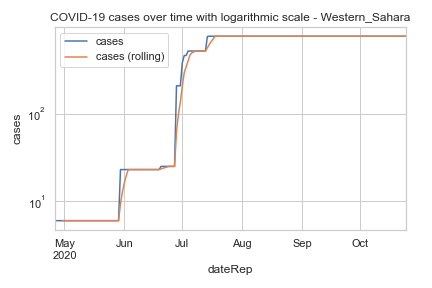 COVID-19 cases over time with logarithmic scale - Western_Sahara
cases
cases (rolling)
cases
10²
10¹
May
2020
Jun
Jul
Aug
Sep
Oct
dateRep